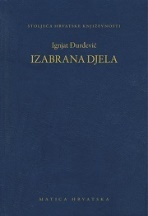 STOLJEĆA HRVATSKE KNJIŽEVNOSTI
Ignjat Đurđević
IZABRANA DJELA
MATICA HRVATSKA